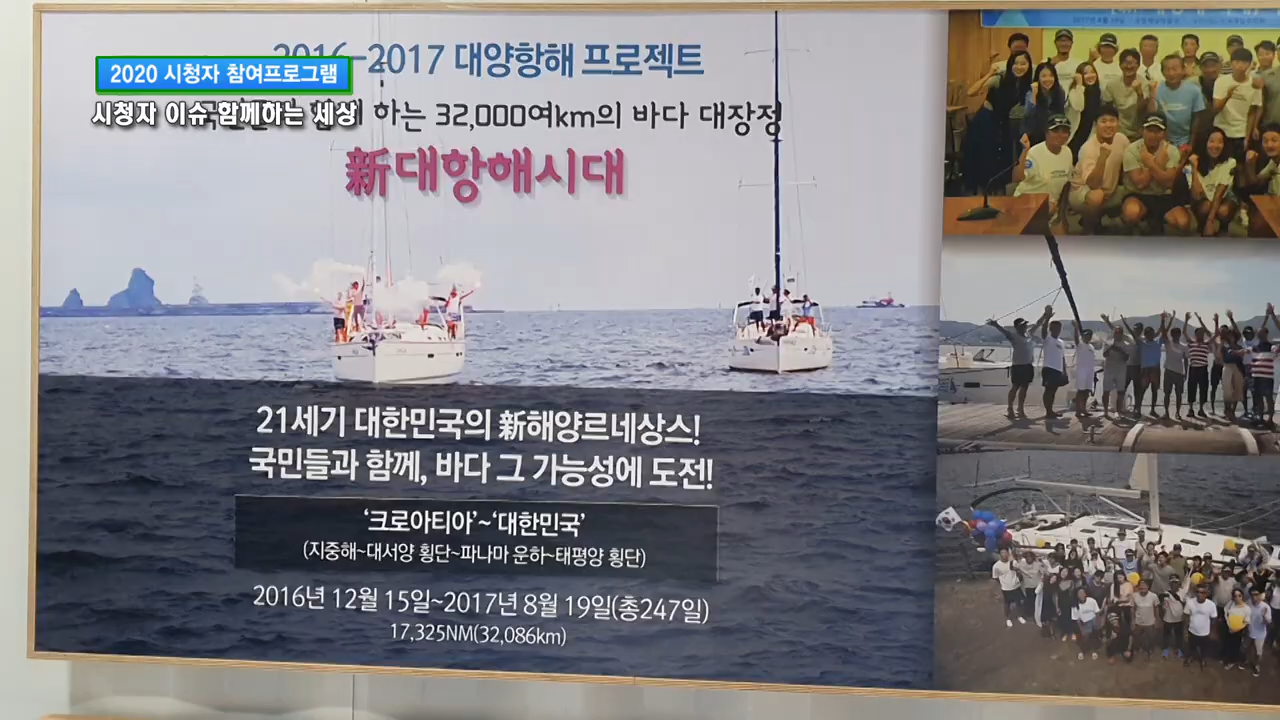 2020 시청자 참여프로그램
시청자 이슈 함께하는 세상
2016-2017 대양항해 프로젝트
하는 32,000여km의 바다 대장정
新대항해시대
21세기 대한민국의 新해양르네상스!
국민들과 함께, 바다 그 가능성에 도전!
'크로아티아'~'대한민국'
(지중해~대서양 횡단~파나마 운하~태평양 횡단)
2016년 12월 15일~2017년 8월 19일(총247일)
17,325NM(32,086km)